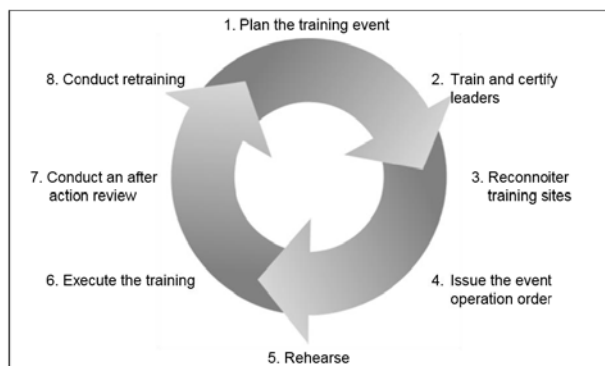 1. Plan the training event
2. Train and certify
leaders
3. Reconnoiter
training sites
4. Issue the event
operation order
5. Rehearse
6. Execute the training
7. Conduct an after
action review
8. Conduct retraining